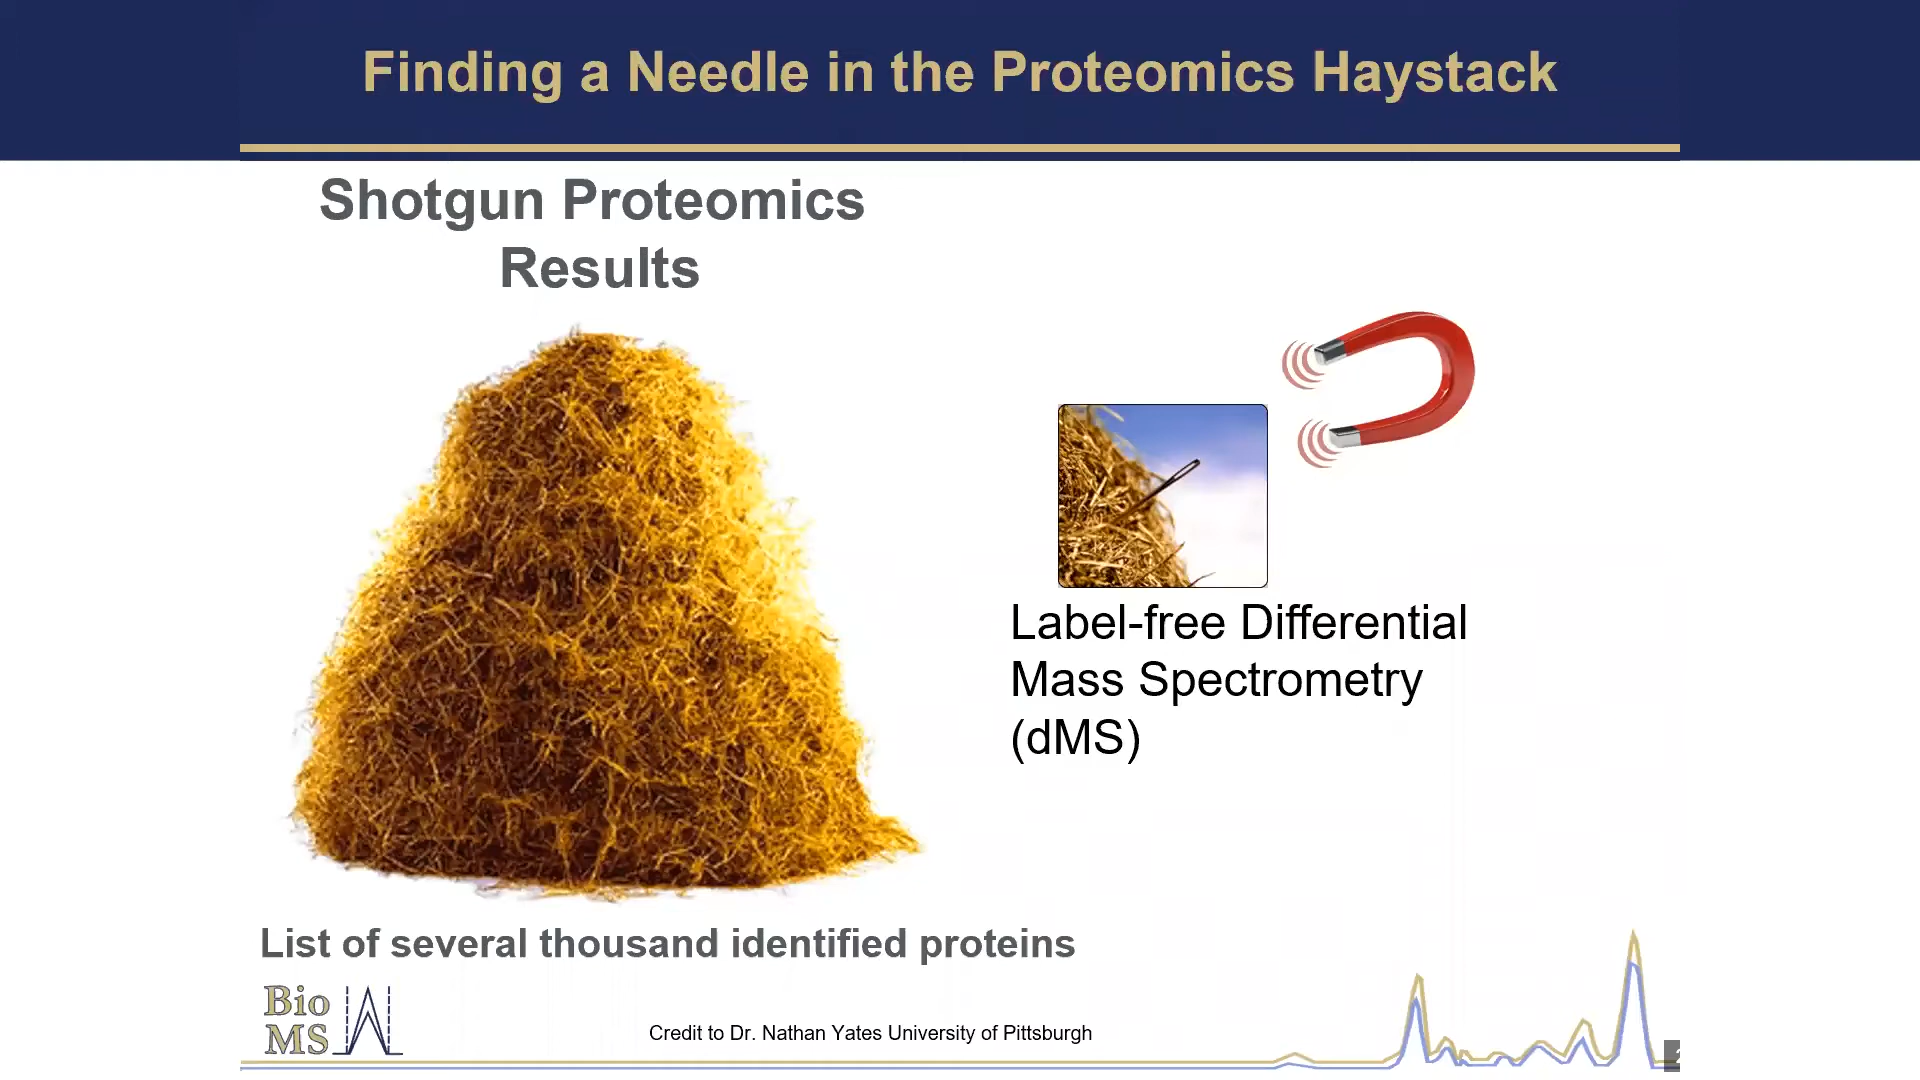 Finding a Needle in the Proteomics Haystack
Shotgun Proteomics
Results
Label-free Differential
Mass Spectrometry
(dMS)
List of several thousand identified proteins
Bio
MS
Credit to Dr. Nathan Yates University of Pittsburgh